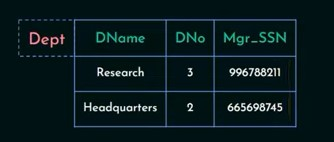 Dept DName DNo Mgr_SSN
Research 3 996788211
Headquarters 2 665698745